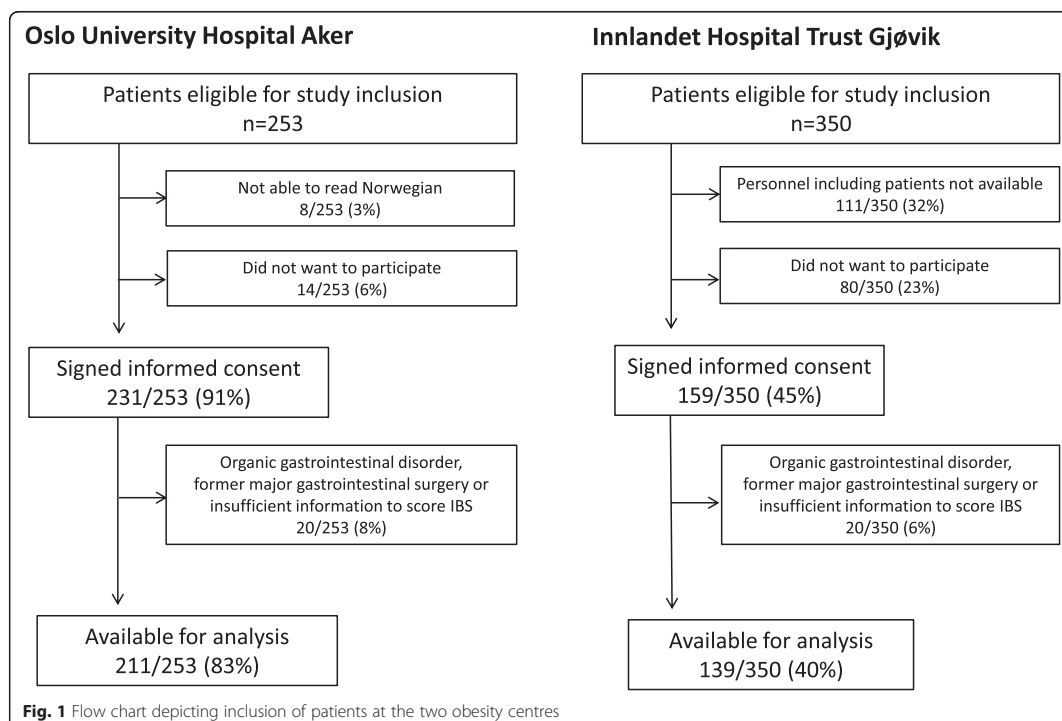 Oslo University Hospital Aker
Patients eligible for study inclusion
n=253
Not able to read Norwegian
8/253 (3%)
Did not want to participate
14/253 (6%)
Signed informed consent
231/253 (91%)
Organic gastrointestinal disorder,
former major gastrointestinal surgery or
insufficient information to score IBS
20/253 (8%)
Available for analysis
211/253 (83%)
Innlandet Hospital Trust Gjøvik
Patients eligible for study inclusion
n=350
Personnel including patients not available
111/350 (32%)
Did not want to participate
80/350 (23%)
Signed informed consent
159/350 (45%)
Organic gastrointestinal disorder,
former major gastrointestinal surgery or
insufficient information to score IBS
20/350 (6%)
Available for analysis
139/350 (40%)
Fig. 1 Flow chart depicting inclusion of patients at the two obesity centres